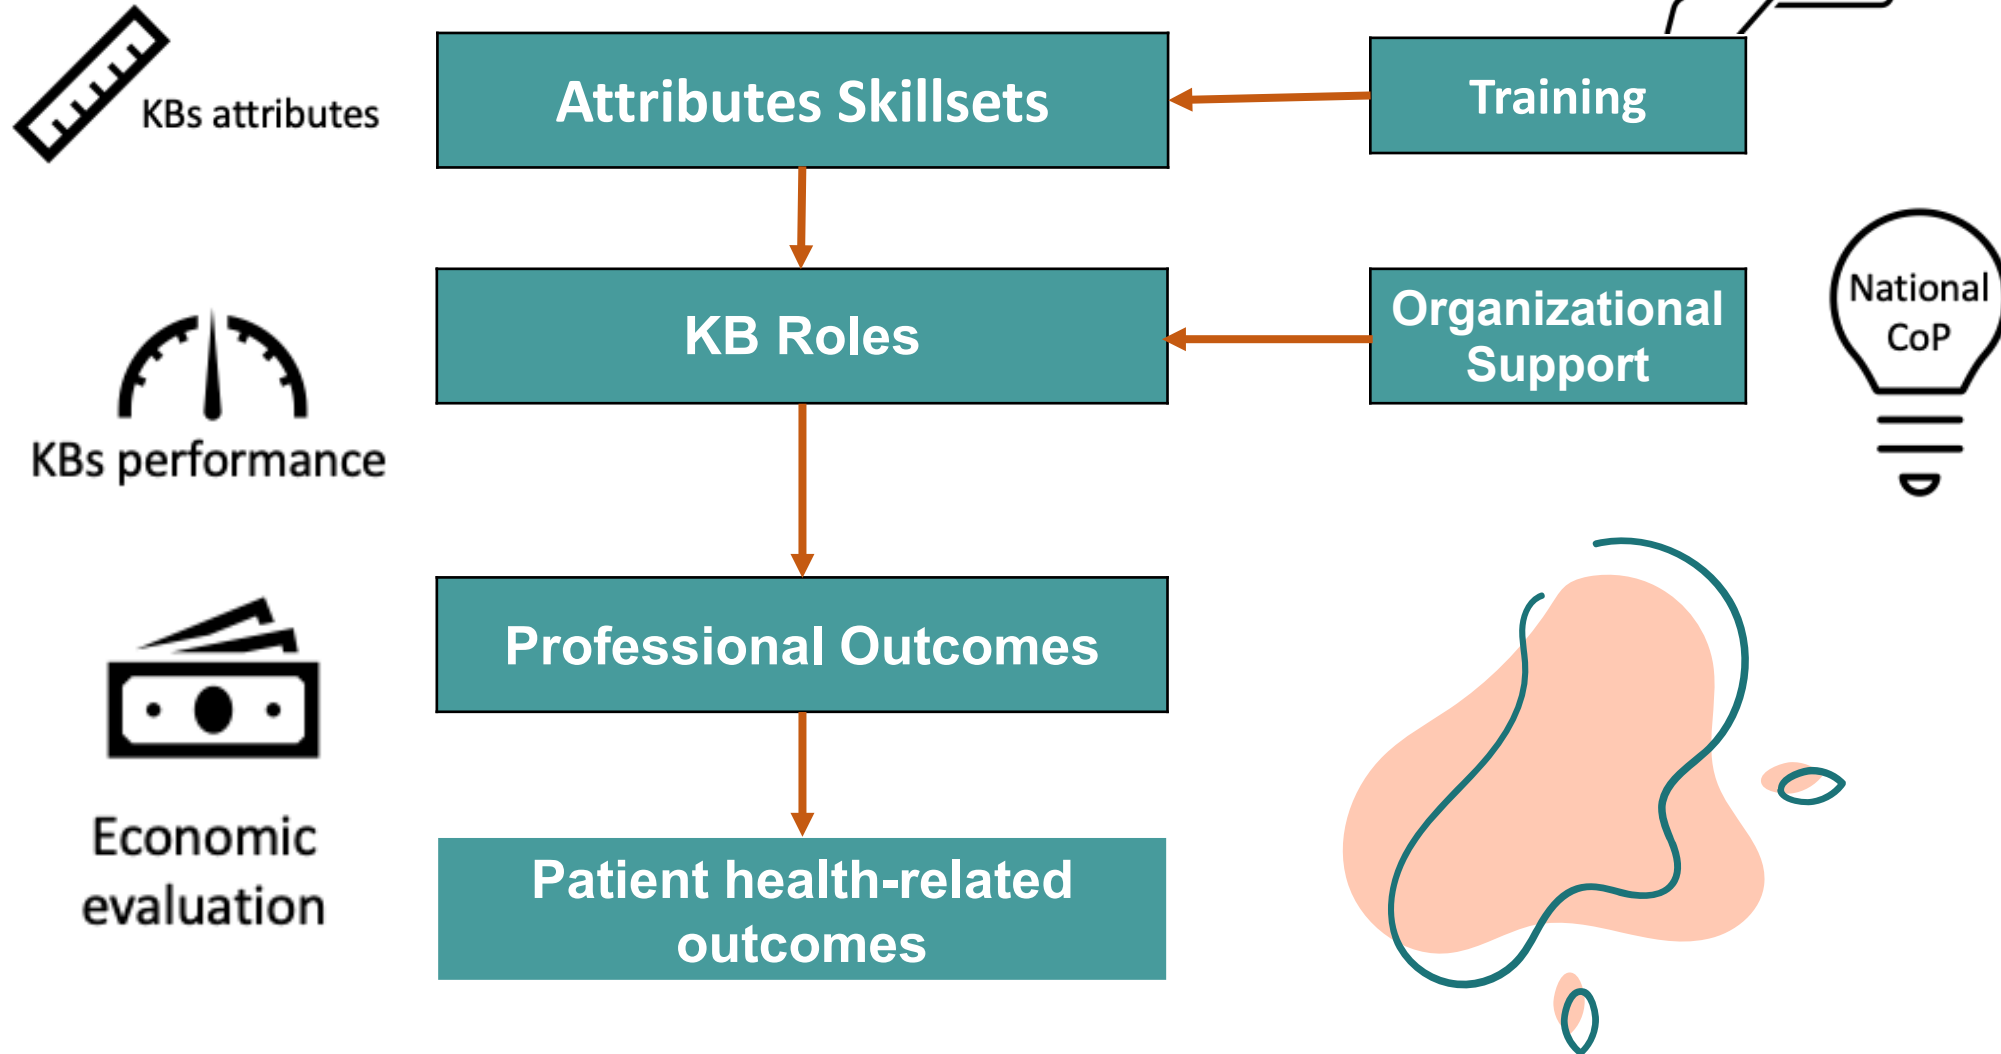 KBs attributes
Attributes Skillsets
Training
KB Roles
Organizational
Support
National
CoP
KBs performance
Professional Outcomes
Economic
evaluation
Patient health-related
outcomes